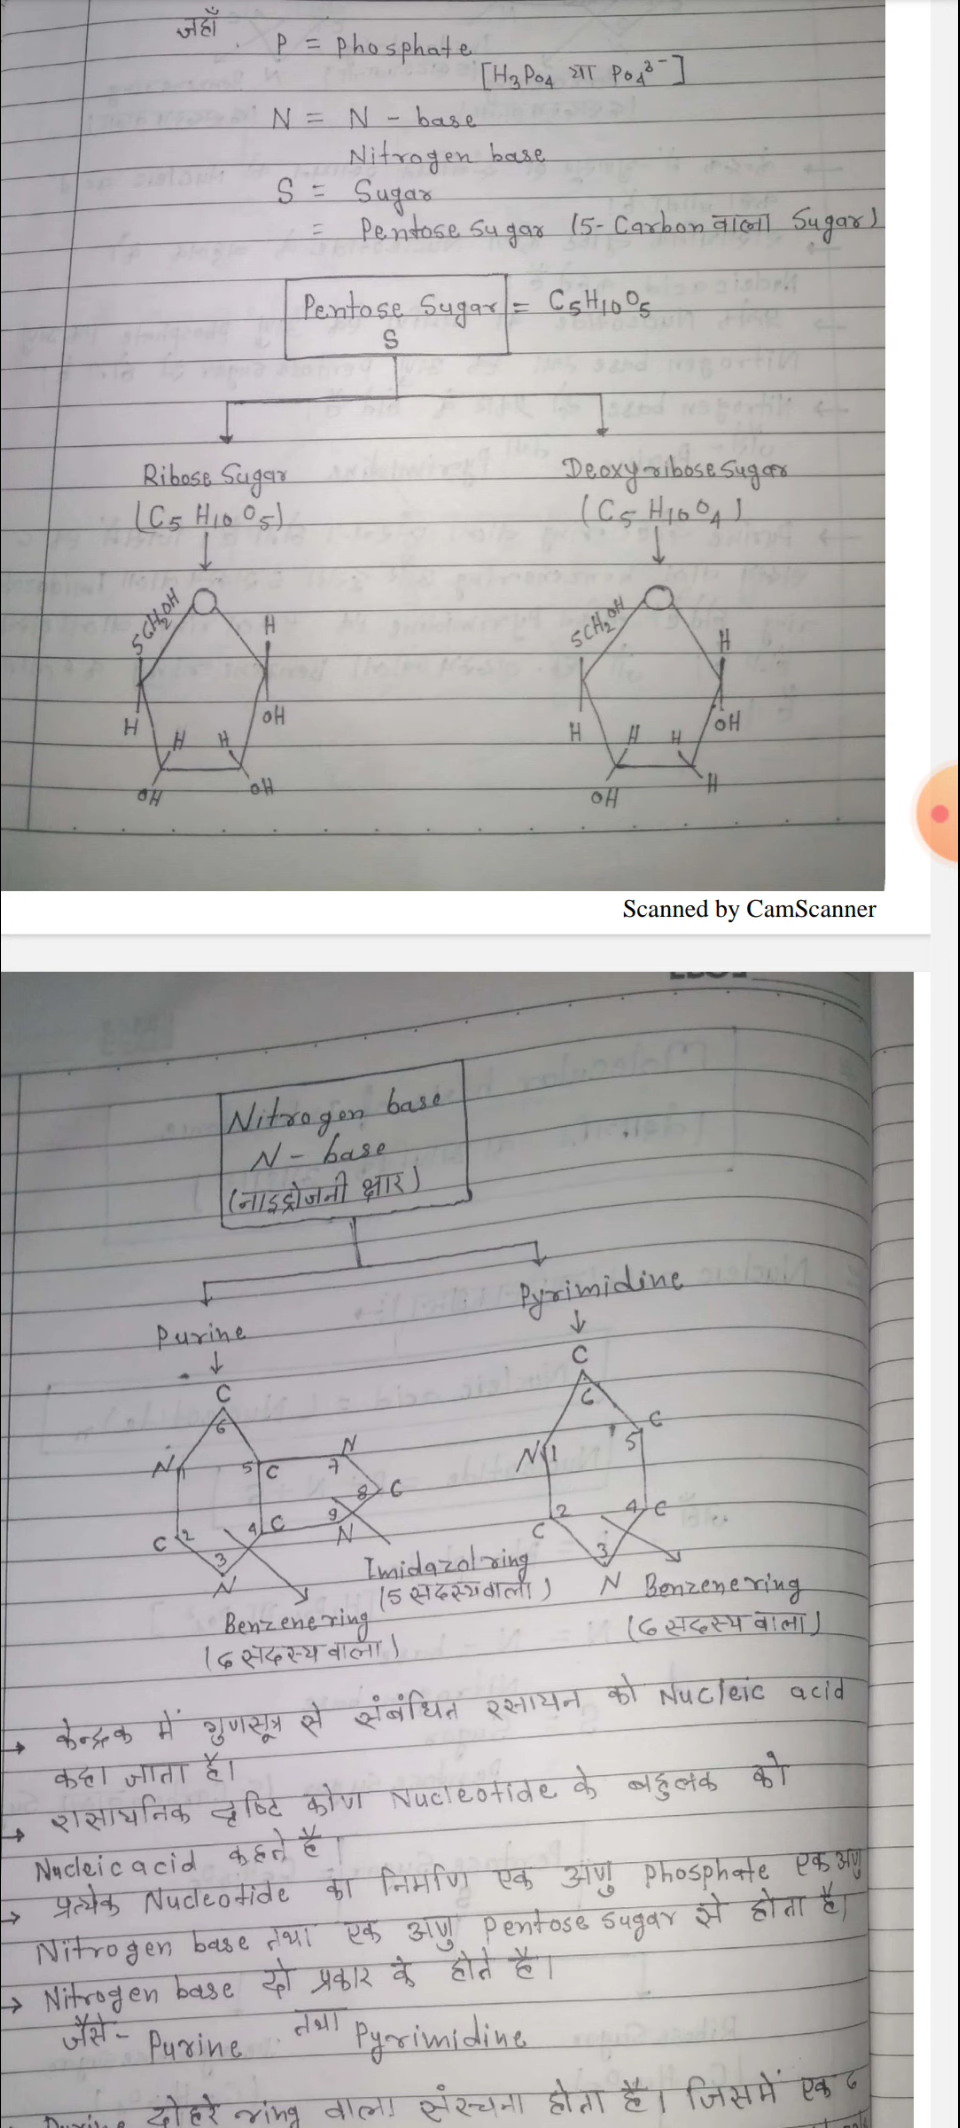 जहाँ
P = Phosphate
[H3PO4 या PO4³⁻]
N = N - base
Nitrogen base
S = Sugar
= Pentose Sugar (5-Carbon वाला Sugar)
Pentose Sugar = C5H10O5
S
Ribose Sugar
Deoxyribose Sugar
(C5 H10 O5)
(C5 H10 O4)
5CH2OH
5CH2OH
H
H
H
OH
H
OH
H
H
H
H
OH
OH
OH
H
Scanned by CamScanner
Nitrogen base
N - base
(नाइट्रोजनी क्षार)
Purine
Pyrimidine
C
C
6
6
N 1
5 C
7 N
N 1
5 C
8 C
C 2
4 C
9 N
C 2
4 C
3
3
N
N
Imidazol ring
(5 सदस्य वाला)
Benzene ring
(6 सदस्य वाला)
Benzene ring
(6 सदस्य वाला)
→ केन्द्रक में गुणसूत्र से संबंधित रसायन को Nucleic acid
कहा जाता है।
→ रासायनिक दृष्टि कोण Nucleotide के बहुलक को
Nucleic acid कहते है।
→ प्रत्येक Nucleotide का निर्माण एक अणु phosphate एक अणु
Nitrogen base तथा एक अणु pentose sugar से होता है।
→ Nitrogen base दो प्रकार के होते है।
जैसे - Purine तथा Pyrimidine
दोहरे ring वाला संरचना होता है। जिसमें एक